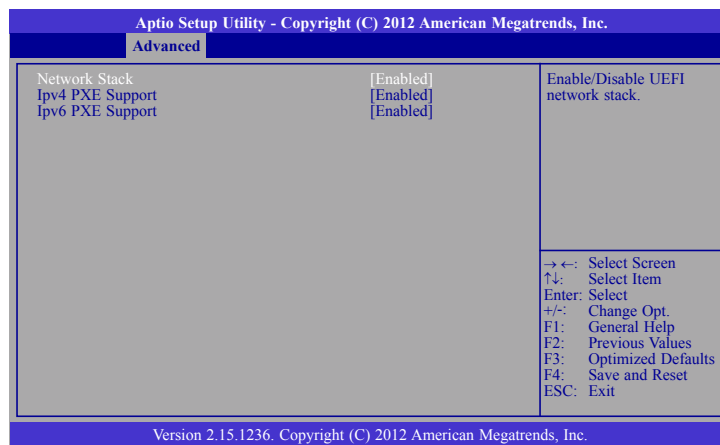 Aptio Setup Utility - Copyright (C) 2012 American Megatrends, Inc.
Advanced
Network Stack [Enabled]
Ipv4 PXE Support [Enabled]
Ipv6 PXE Support [Enabled]
Enable/Disable UEFI
network stack.
→ ←: Select Screen
↑↓: Select Item
Enter: Select
+/-: Change Opt.
F1: General Help
F2: Previous Values
F3: Optimized Defaults
F4: Save and Reset
ESC: Exit
Version 2.15.1236. Copyright (C) 2012 American Megatrends, Inc.